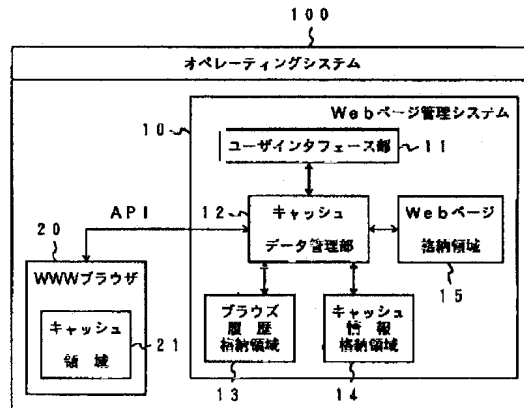 100
オペレーティングシステム
Webページ管理システム
10
ユーザインタフェース部
11
API
12
キャッシュ
データ管理部
Webページ
格納領域
15
20
WWWブラウザ
キャッシュ
領域
21
ブラウズ
履歴
格納領域
13
キャッシュ
情報
格納領域
14